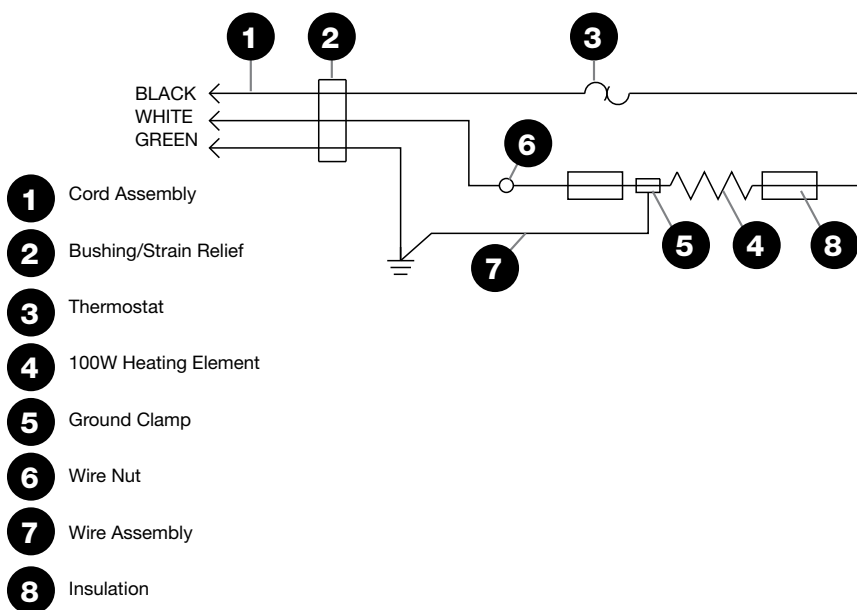 1 2 3
BLACK
WHITE
GREEN
6
5 4 8
7
1 Cord Assembly
2 Bushing/Strain Relief
3 Thermostat
4 100W Heating Element
5 Ground Clamp
6 Wire Nut
7 Wire Assembly
8 Insulation